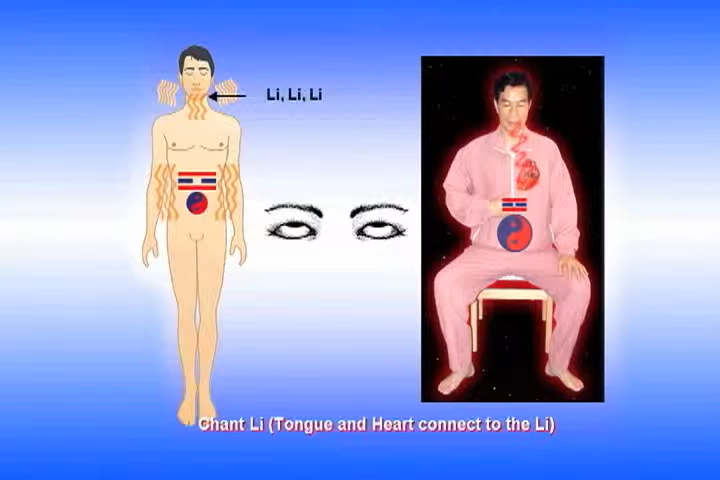 Li, Li, Li
Chant Li (Tongue and Heart connect to the Li)